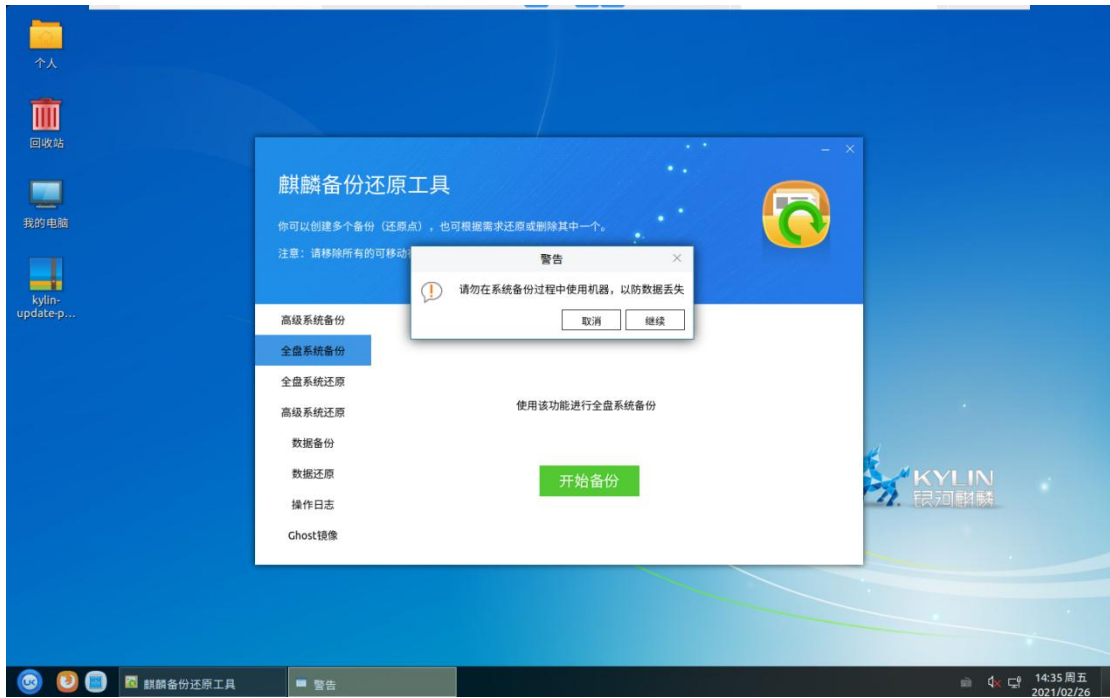 个人
回收站
我的电脑
kylin-
update-p...
麒麟备份还原工具
你可以创建多个备份（还原点），也可根据需求还原或删除其中一个。
注意：请移除所有的可移动
警告
请勿在系统备份过程中使用机器，以防数据丢失
取消
继续
高级系统备份
全盘系统备份
全盘系统还原
高级系统还原
数据备份
数据还原
操作日志
Ghost镜像
使用该功能进行全盘系统备份
开始备份
KYLIN
银河麒麟
麒麟备份还原工具
警告
14:35 周五
2021/02/26